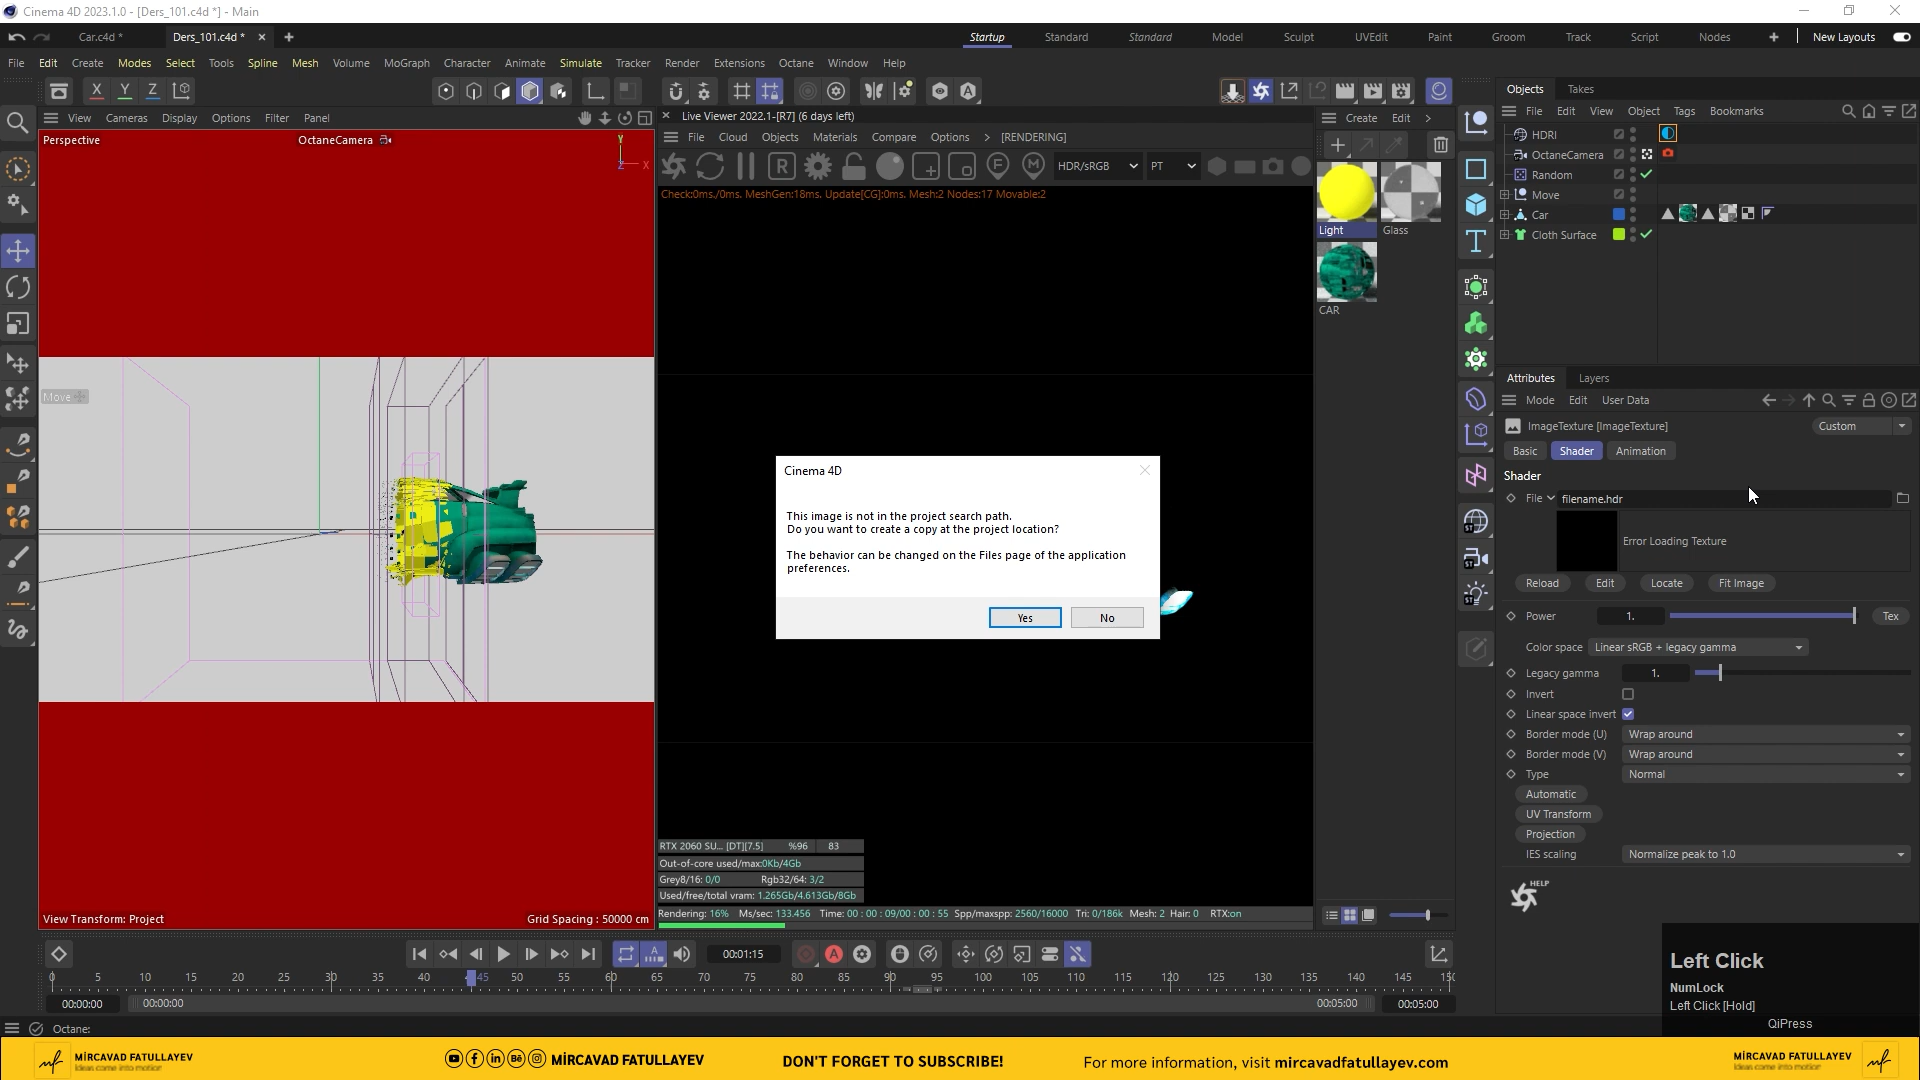 Cinema 4D 2023.1.0 - [Ders_101.c4d *] - Main
Car.c4d * Ders_101.c4d * Startup Standard Standard Model Sculpt UVEdit Paint Groom Track Script Nodes New Layouts
File Edit Create Modes Select Tools Spline Mesh Volume MoGraph Character Animate Simulate Tracker Render Extensions Octane Window Help
X Y Z
View Cameras Display Options Filter Panel
Perspective OctaneCamera
Y
Z X
Move
View Transform: Project Grid Spacing : 50000 cm
Live Viewer 2022.1-[R7] (6 days left)
File Cloud Objects Materials Compare Options > [RENDERING]
R F M HDR/sRGB PT
Check:0ms./0ms. MeshGen:18ms. Update[CG]:0ms. Mesh:2 Nodes:17 Movable:2
Cinema 4D
This image is not in the project search path.
Do you want to create a copy at the project location?
The behavior can be changed on the Files page of the application
preferences.
Yes No
RTX 2060 SU... [DT][7.5] %96 83
Out-of-core used/max:0Kb/4Gb
Grey8/16: 0/0 Rgb32/64: 3/2
Used/free/total vram: 1.265Gb/4.613Gb/8Gb
Rendering: 16% Ms/sec: 133.456 Time: 00 : 00 : 09/00 : 00 : 55 Spp/maxspp: 2560/16000 Tri: 0/186k Mesh: 2 Hair: 0 RTX:on
Create Edit >
Light Glass
CAR
Objects Takes
File Edit View Object Tags Bookmarks
HDRI
OctaneCamera
Random
Move
Car
Cloth Surface
Attributes Layers
Mode Edit User Data
ImageTexture [ImageTexture] Custom
Basic Shader Animation
Shader
File filename.hdr
Error Loading Texture
Reload Edit Locate Fit Image
Power 1. Tex
Color space Linear sRGB + legacy gamma
Legacy gamma 1.
Invert
Linear space invert
Border mode (U) Wrap around
Border mode (V) Wrap around
Type Normal
Automatic
UV Transform
Projection
IES scaling Normalize peak to 1.0
HELP
00:01:15
0 5 10 15 20 25 30 35 40 45 50 55 60 65 70 75 80 85 90 95 100 105 110 115 120 125 130 135 140 145
00:00:00 00:00:00 00:05:00 00:05:00
Octane:
Left Click
NumLock
Left Click [Hold]
QiPress
MİRCAVAD FATULLAYEV
Ideas come into motion
MİRCAVAD FATULLAYEV
DON'T FORGET TO SUBSCRIBE!
For more information, visit mircavadfatullayev.com
MİRCAVAD FATULLAYEV
Ideas come into motion